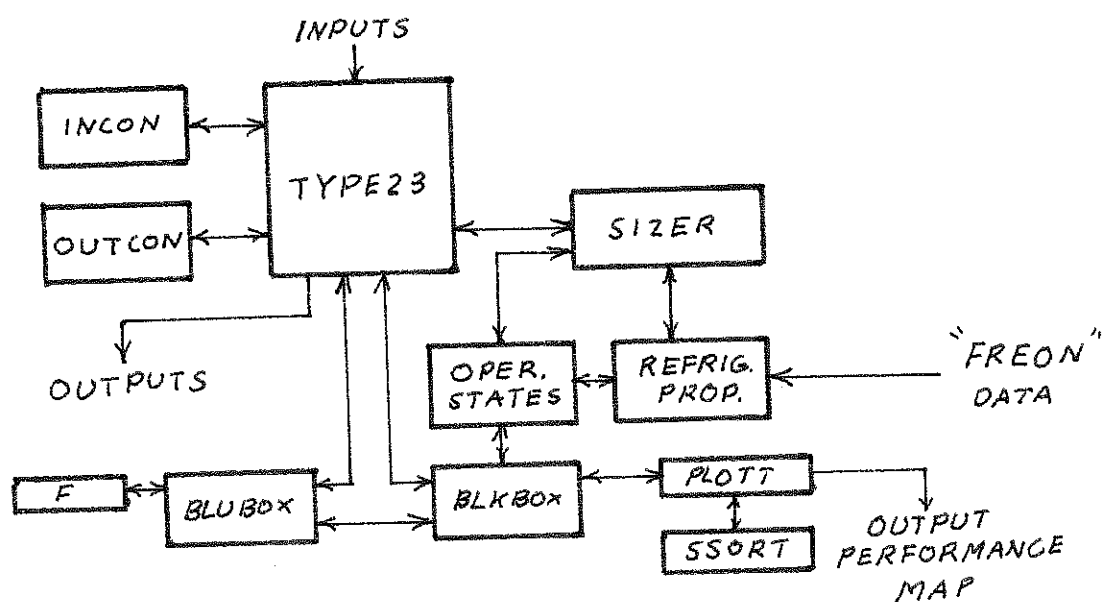 INPUTS
INCON
TYPE23
OUTCON
SIZER
OUTPUTS
OPER.
STATES
REFRIG.
PROP.
"FREON"
DATA
F
BLUBOX
BLKBOX
PLOTT
SSORT
OUTPUT
PERFORMANCE
MAP